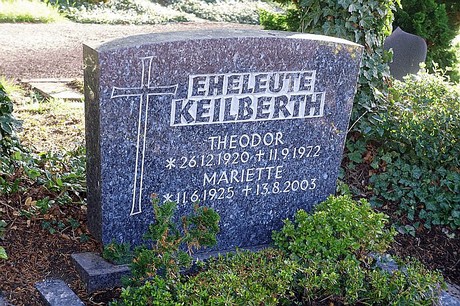 EHELEUTE
KEILBERTH
THEODOR
*26.12.1920 †11.9.1972
MARIETTE
*11.6.1925 †13.8.2003